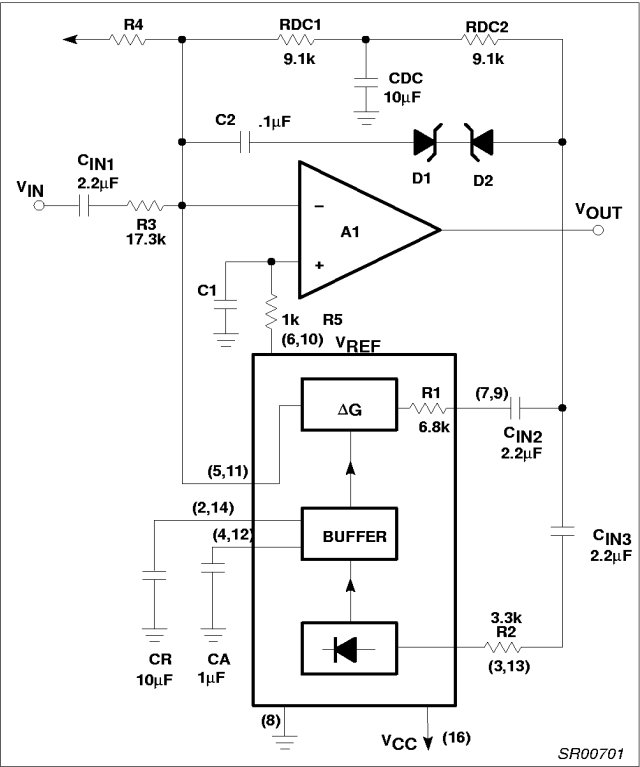 R4
RDC1
RDC2
9.1k
9.1k
CDC
10μF
C2
.1μF
D1
D2
CIN1
2.2μF
VIN
R3
17.3k
–
A1
+
VOUT
C1
1k
R5
(6,10)
VREF
ΔG
R1
6.8k
(7,9)
CIN2
2.2μF
(5,11)
(2,14)
(4,12)
BUFFER
CIN3
2.2μF
3.3k
R2
(3,13)
CR
10μF
CA
1μF
(8)
VCC
(16)
SR00701